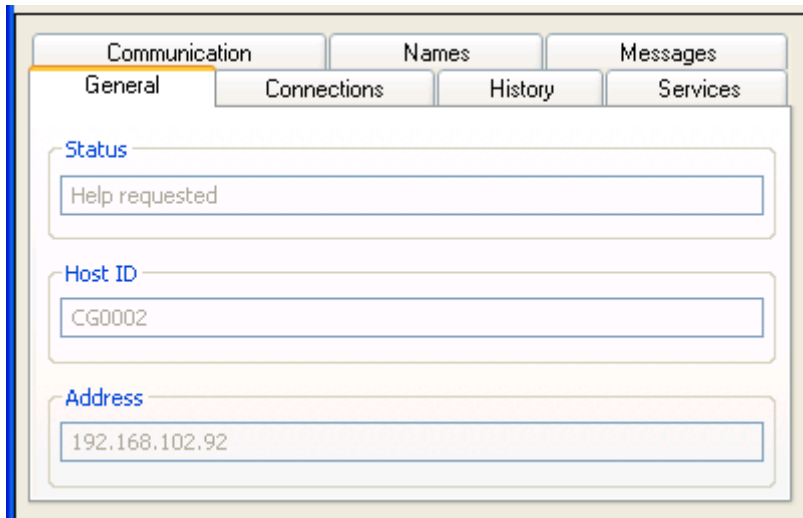 Communication Names Messages
General Connections History Services
Status
Help requested
Host ID
CG0002
Address
192.168.102.92